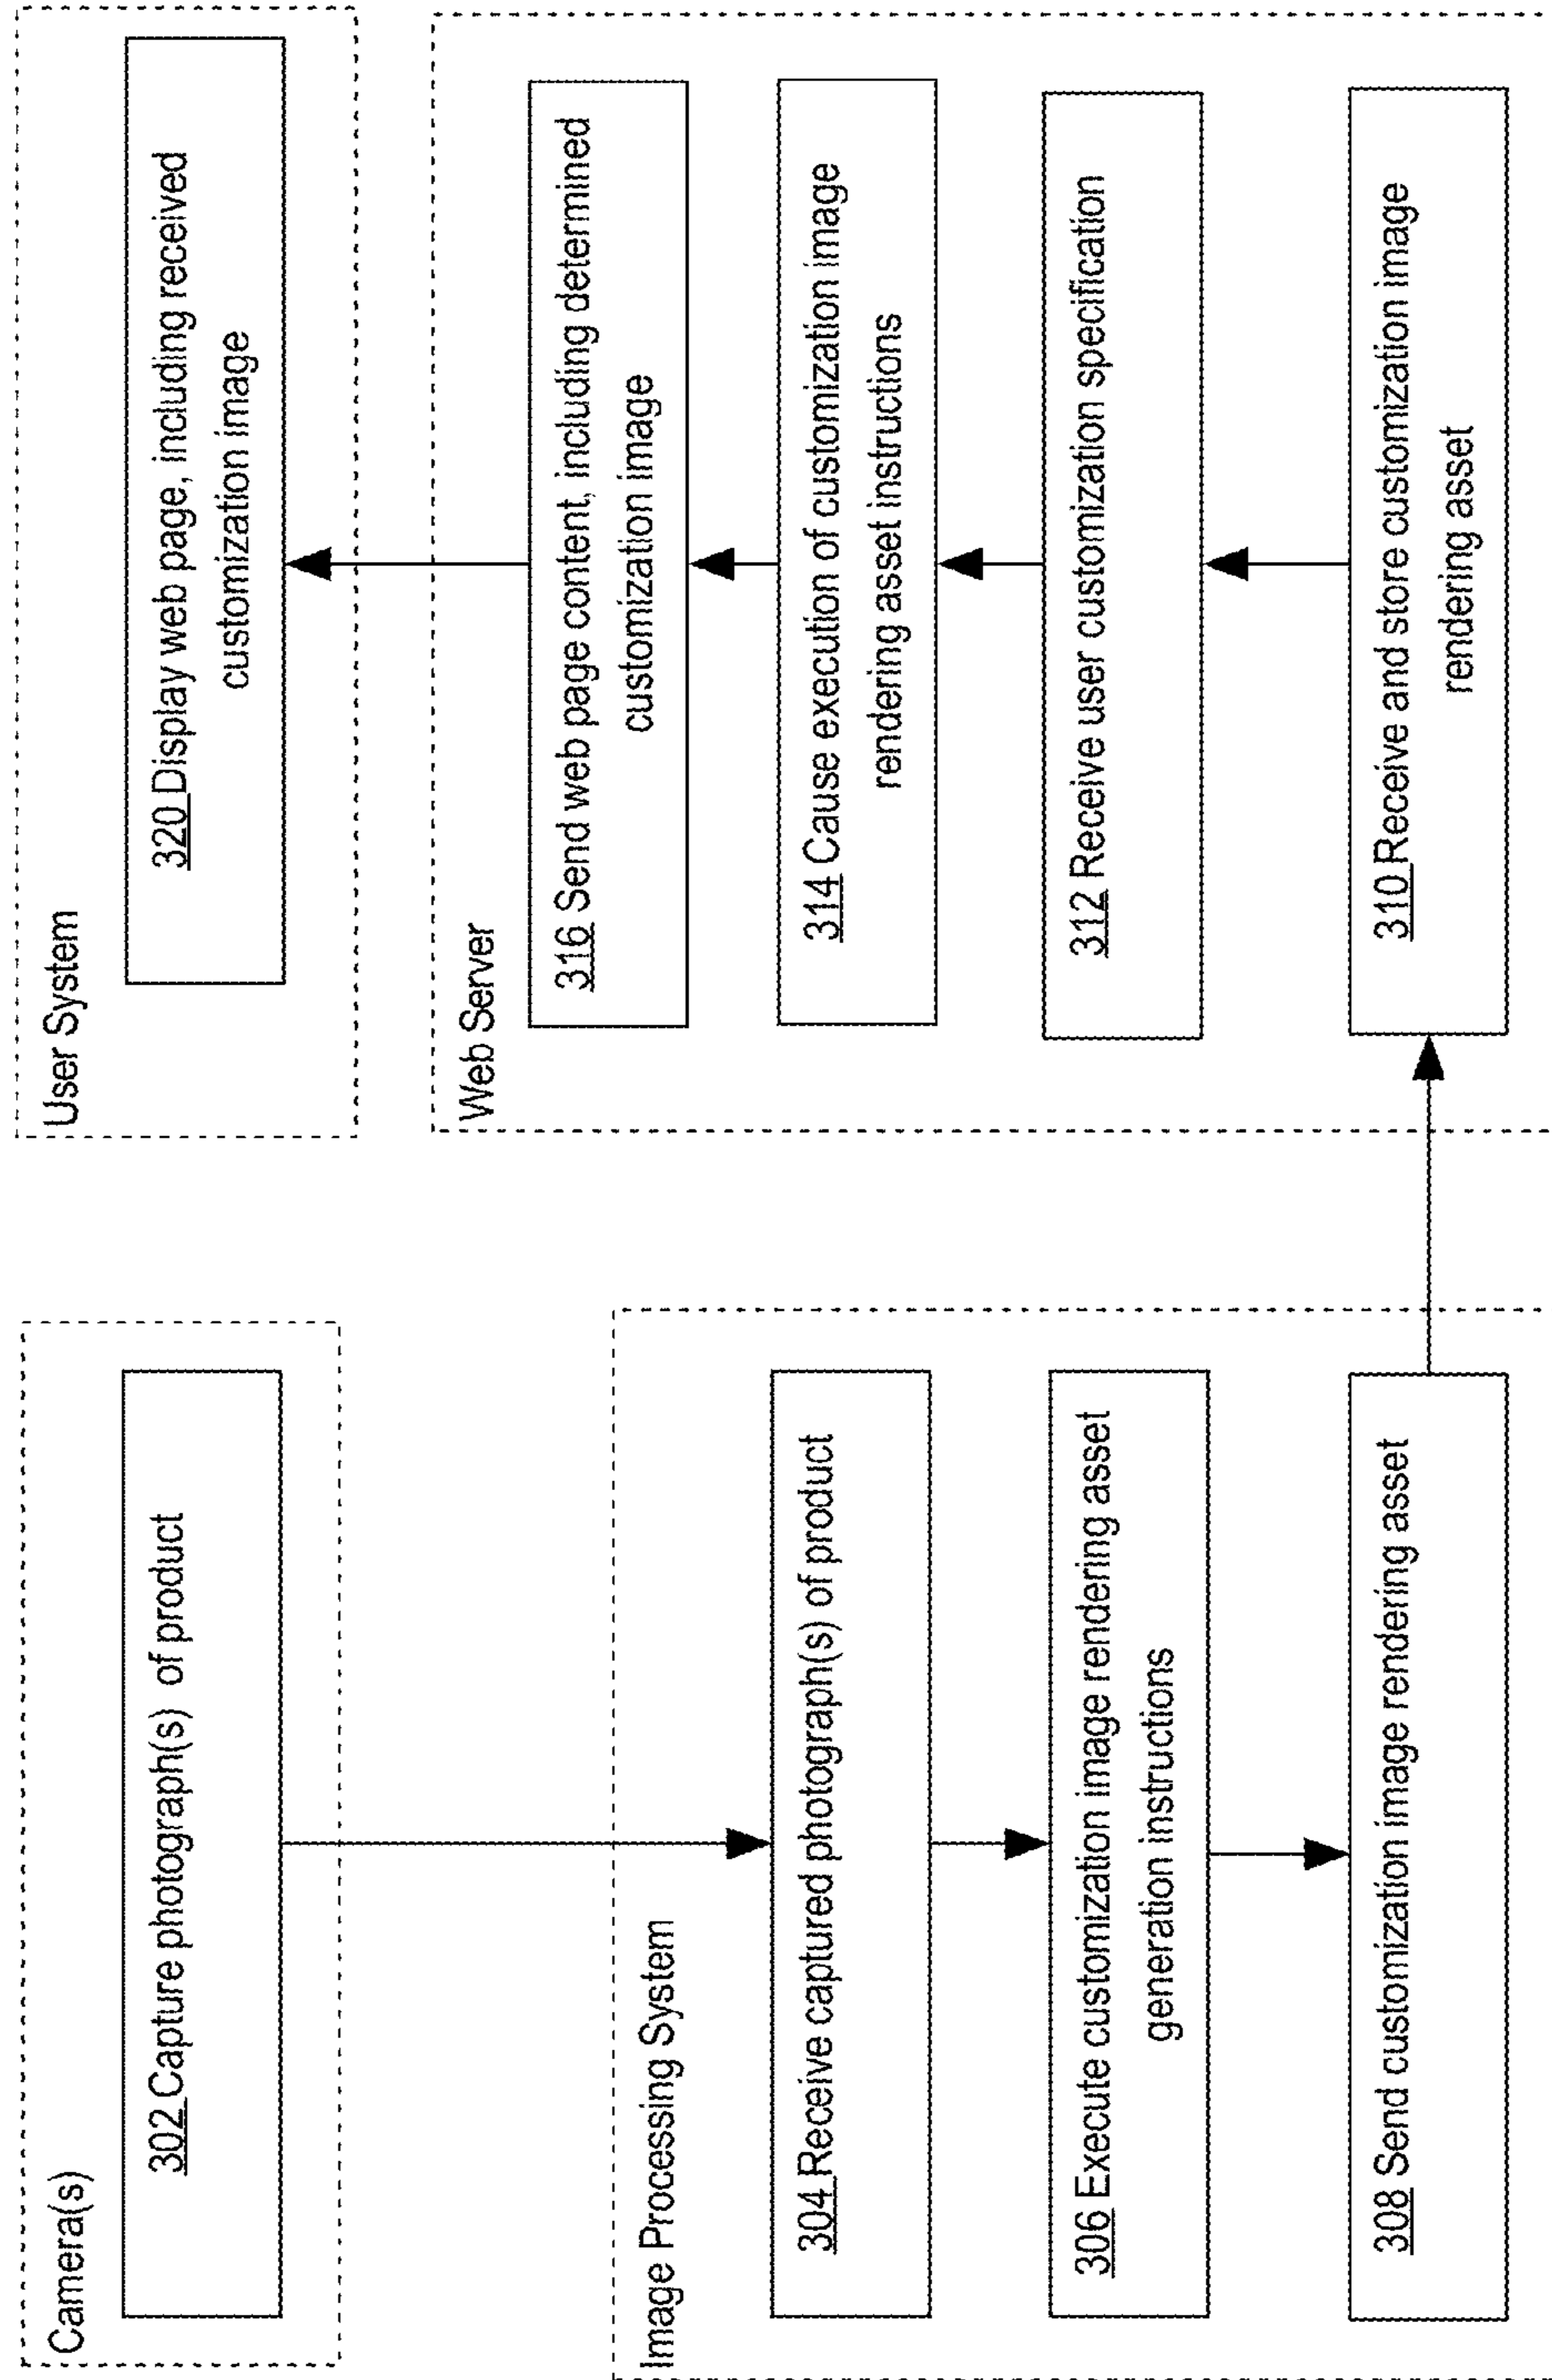 Camera(s)
302 Capture photograph(s) of product
Image Processing System
304 Receive captured photograph(s) of product
306 Execute customization image rendering asset
generation instructions
308 Send customization image rendering asset
User System
320 Display web page, including received
customization image
Web Server
316 Send web page content, including determined
customization image
314 Cause execution of customization image
rendering asset instructions
312 Receive user customization specification
310 Receive and store customization image
rendering asset